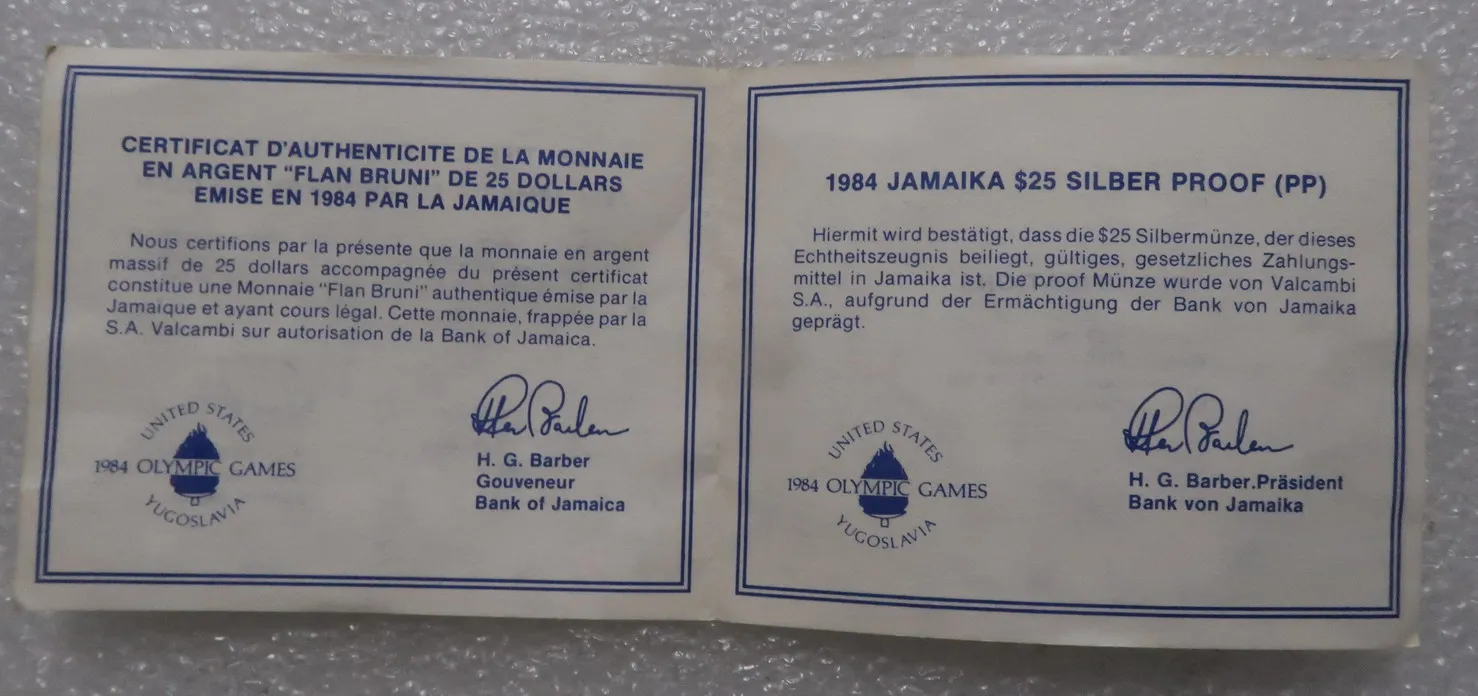 CERTIFICAT D'AUTHENTICITE DE LA MONNAIE
EN ARGENT "FLAN BRUNI" DE 25 DOLLARS
EMISE EN 1984 PAR LA JAMAIQUE
Nous certifions par la présente que la monnaie en argent
massif de 25 dollars accompagnée du présent certificat
constitue une Monnaie "Flan Bruni" authentique émise par la
Jamaique et ayant cours légal. Cette monnaie, frappée par la
S.A. Valcambi sur autorisation de la Bank of Jamaica.
UNITED STATES
1984 OLYMPIC GAMES
YUGOSLAVIA
H. G. Barber
Gouveneur
Bank of Jamaica
1984 JAMAIKA $25 SILBER PROOF (PP)
Hiermit wird bestätigt, dass die $25 Silbermünze, der dieses
Echtheitszeugnis beiliegt, gültiges, gesetzliches Zahlungs-
mittel in Jamaika ist. Die proof Münze wurde von Valcambi
S.A., aufgrund der Ermächtigung der Bank von Jamaika
geprägt.
UNITED STATES
1984 OLYMPIC GAMES
YUGOSLAVIA
H. G. Barber.Präsident
Bank von Jamaika